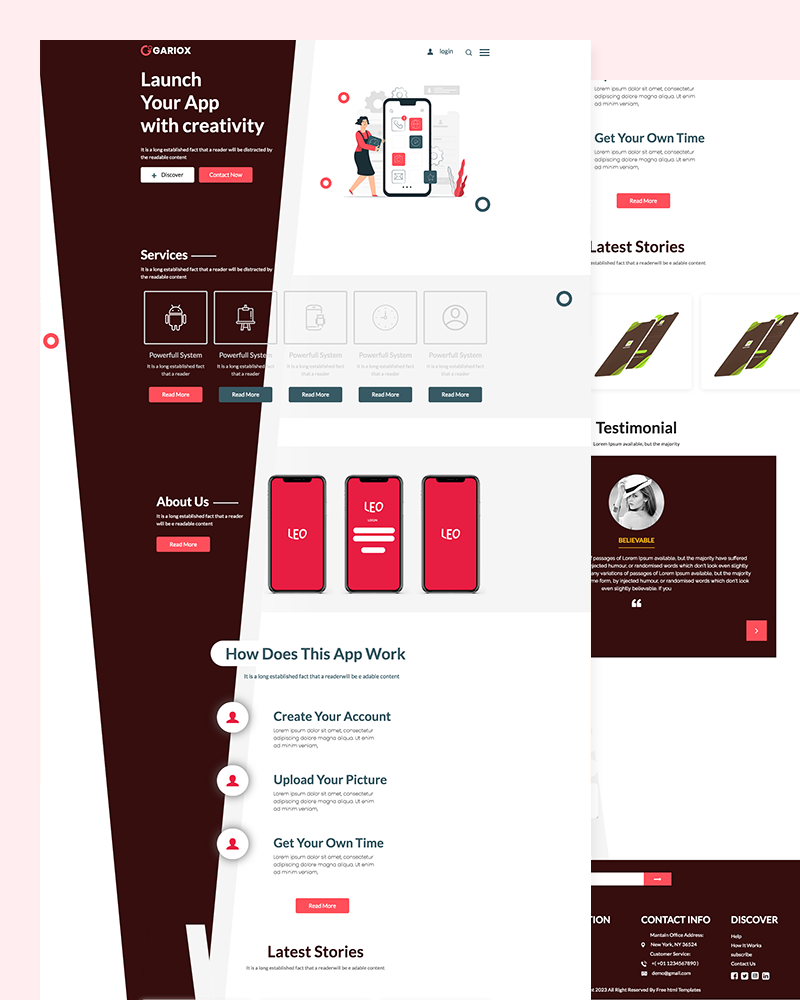 GARIOX
login
Launch
Your App
with creativity
It is a long established fact that a reader will be distracted by
the readable content
+ Discover
Contact Now
Services
It is a long established fact that a reader will be distracted by
the readable content
Powerfull System
Powerfull System
Powerfull System
Powerfull System
Powerfull System
It is a long established fact
that a reader
It is a long established fact
that a reader
It is a long established fact
that a reader
It is a long established fact
that a reader
It is a long established fact
that a reader
Read More
Read More
Read More
Read More
Read More
About Us
It is a long established fact that a reader
will be e readable content
Read More
LEO
LEO
LOGIN
LEO
How Does This App Work
It is a long established fact that a readerwill be e adable content
Create Your Account
Lorem ipsum dolor sit amet, consectetur
adipiscing dolore magna aliqua. Ut enim
ad minim veniam,
Upload Your Picture
Lorem ipsum dolor sit amet, consectetur
adipiscing dolore magna aliqua. Ut enim
ad minim veniam,
Get Your Own Time
Lorem ipsum dolor sit amet, consectetur
adipiscing dolore magna aliqua. Ut enim
ad minim veniam,
Read More
Latest Stories
It is a long established fact that a readerwill be e adable content
Lorem ipsum dolor sit amet, consectetur
adipiscing dolore magna aliqua. Ut enim
ad minim veniam,
Get Your Own Time
Lorem ipsum dolor sit amet, consectetur
adipiscing dolore magna aliqua. Ut enim
ad minim veniam,
Read More
Latest Stories
established fact that a readerwill be e adable content
Testimonial
Lorem Ipsum available, but the majority
BELIEVABLE
f passages of Lorem Ipsum available, but the majority have suffered
jected humour, or randomised words which don't look even slightly
any variations of passages of Lorem Ipsum available, but the majority
me form, by injected humour, or randomised words which don't look
even slightly believable. If you
TION
CONTACT INFO
Mantain Office Address:
New York, NY 36524
Customer Service:
+( +01 1234567890 )
demo@gmail.com
DISCOVER
Help
How It Works
subscribe
Contact Us
ht 2023 All Right Reserved By Free html Templates